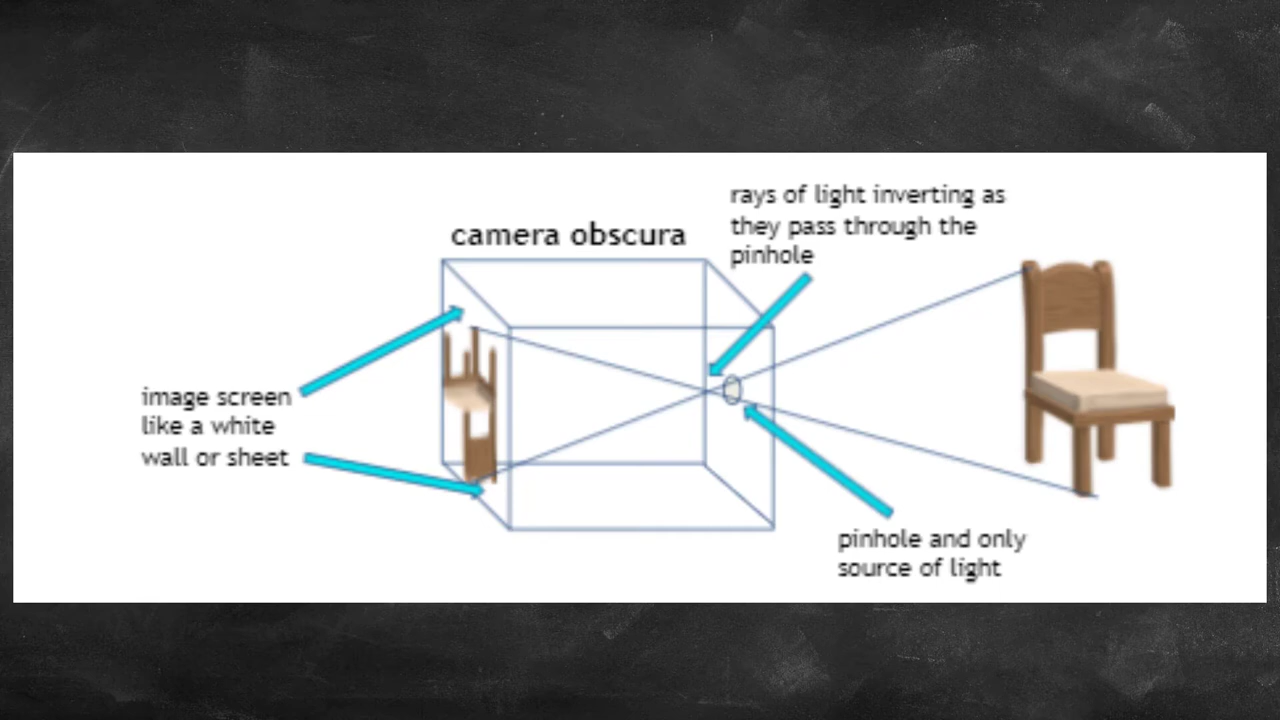 camera obscura
rays of light inverting as
they pass through the
pinhole
image screen
like a white
wall or sheet
pinhole and only
source of light